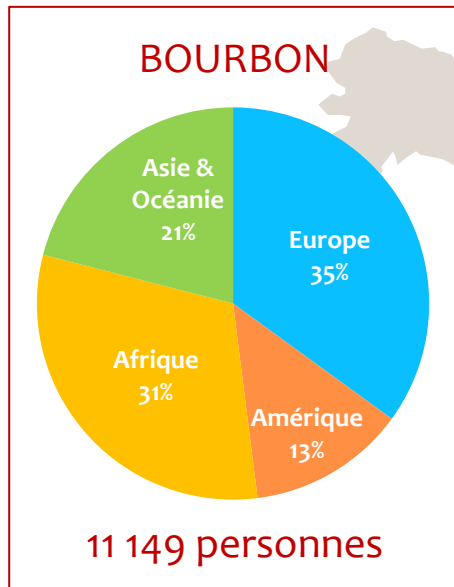 BOURBON
Asie &
Océanie
21%
Europe
35%
Afrique
31%
Amérique
13%
11 149 personnes